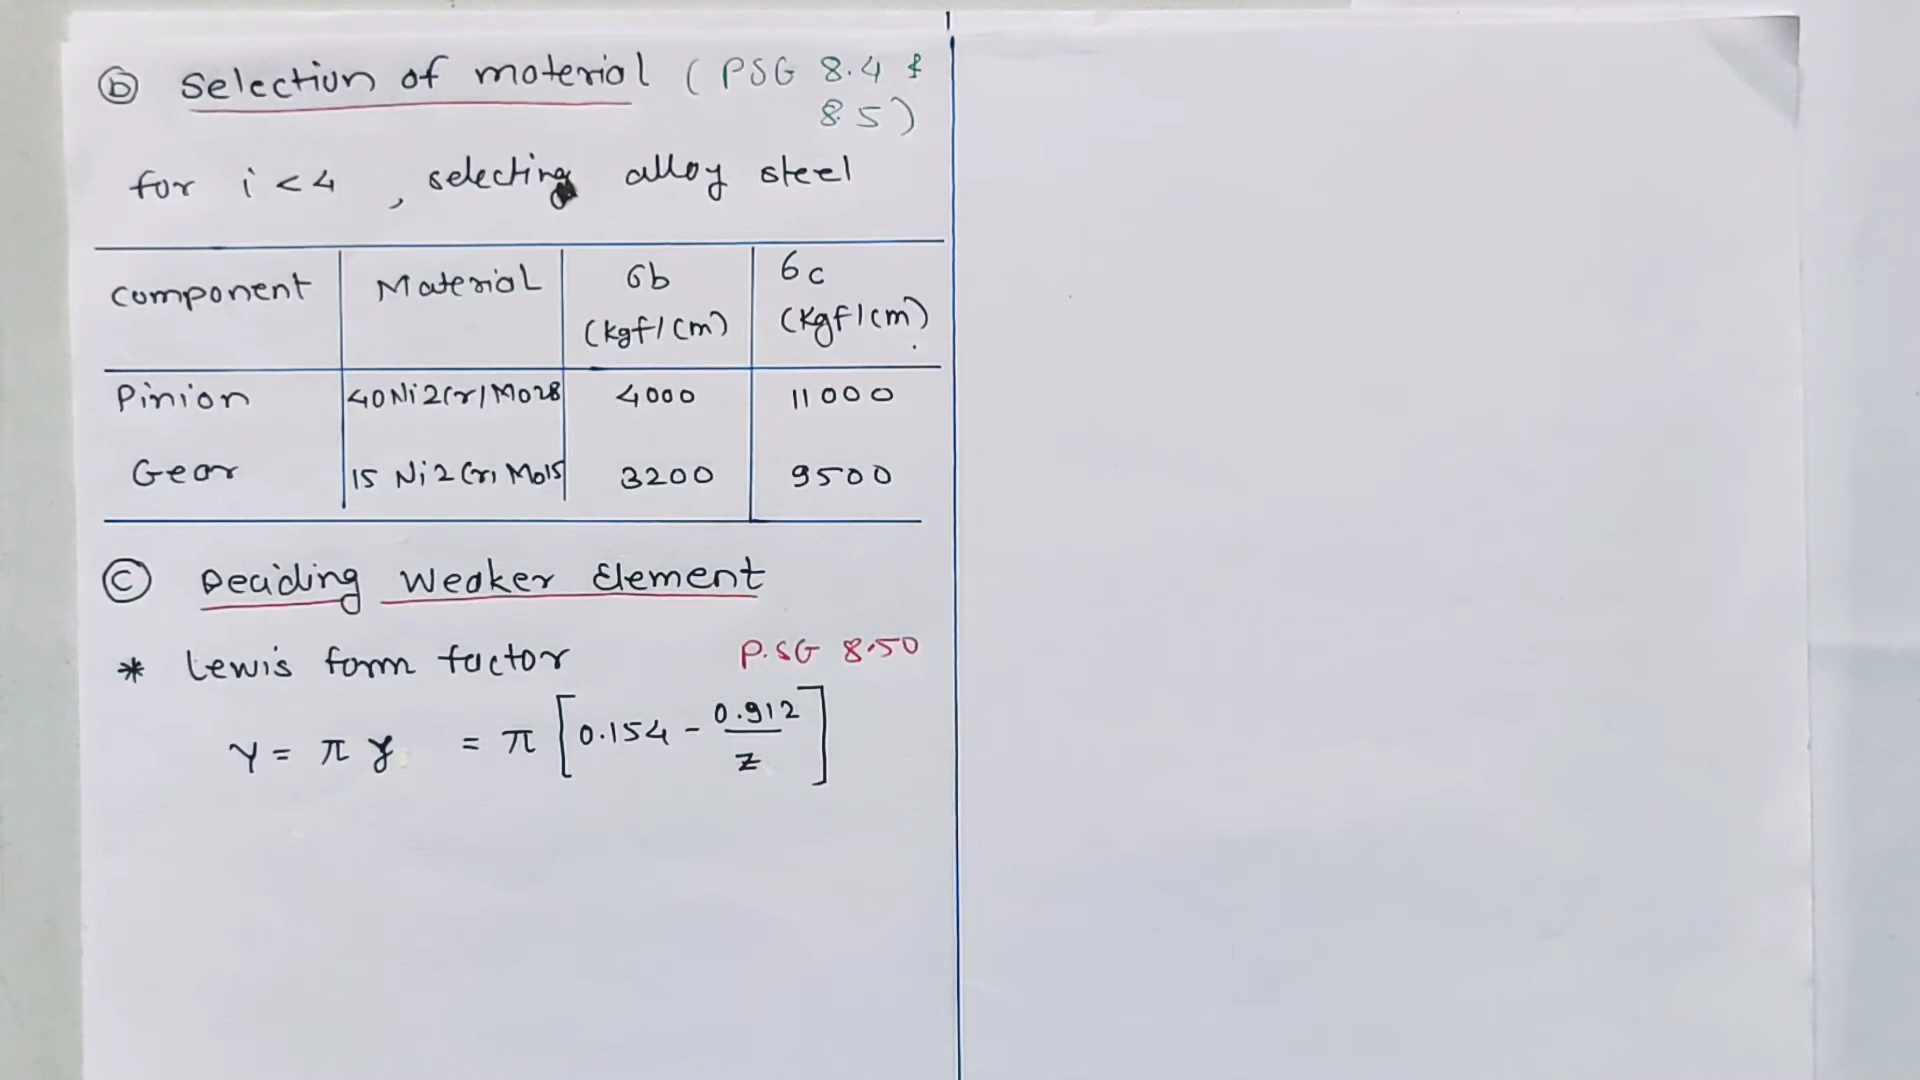 ⓑ Selection of material ( PSG 8.4 &
8.5)
for i < 4 , selecting alloy steel
Component Material σb (kgf/cm) σc (kgf/cm)
Pinion 40Ni2Cr1Mo28 4000 11000
Gear 15 Ni2Cr1Mo15 3200 9500
ⓒ Deciding Weaker Element
* Lewis form factor P.SG 8.50
Y = π y = π [0.154 - 0.912/z]